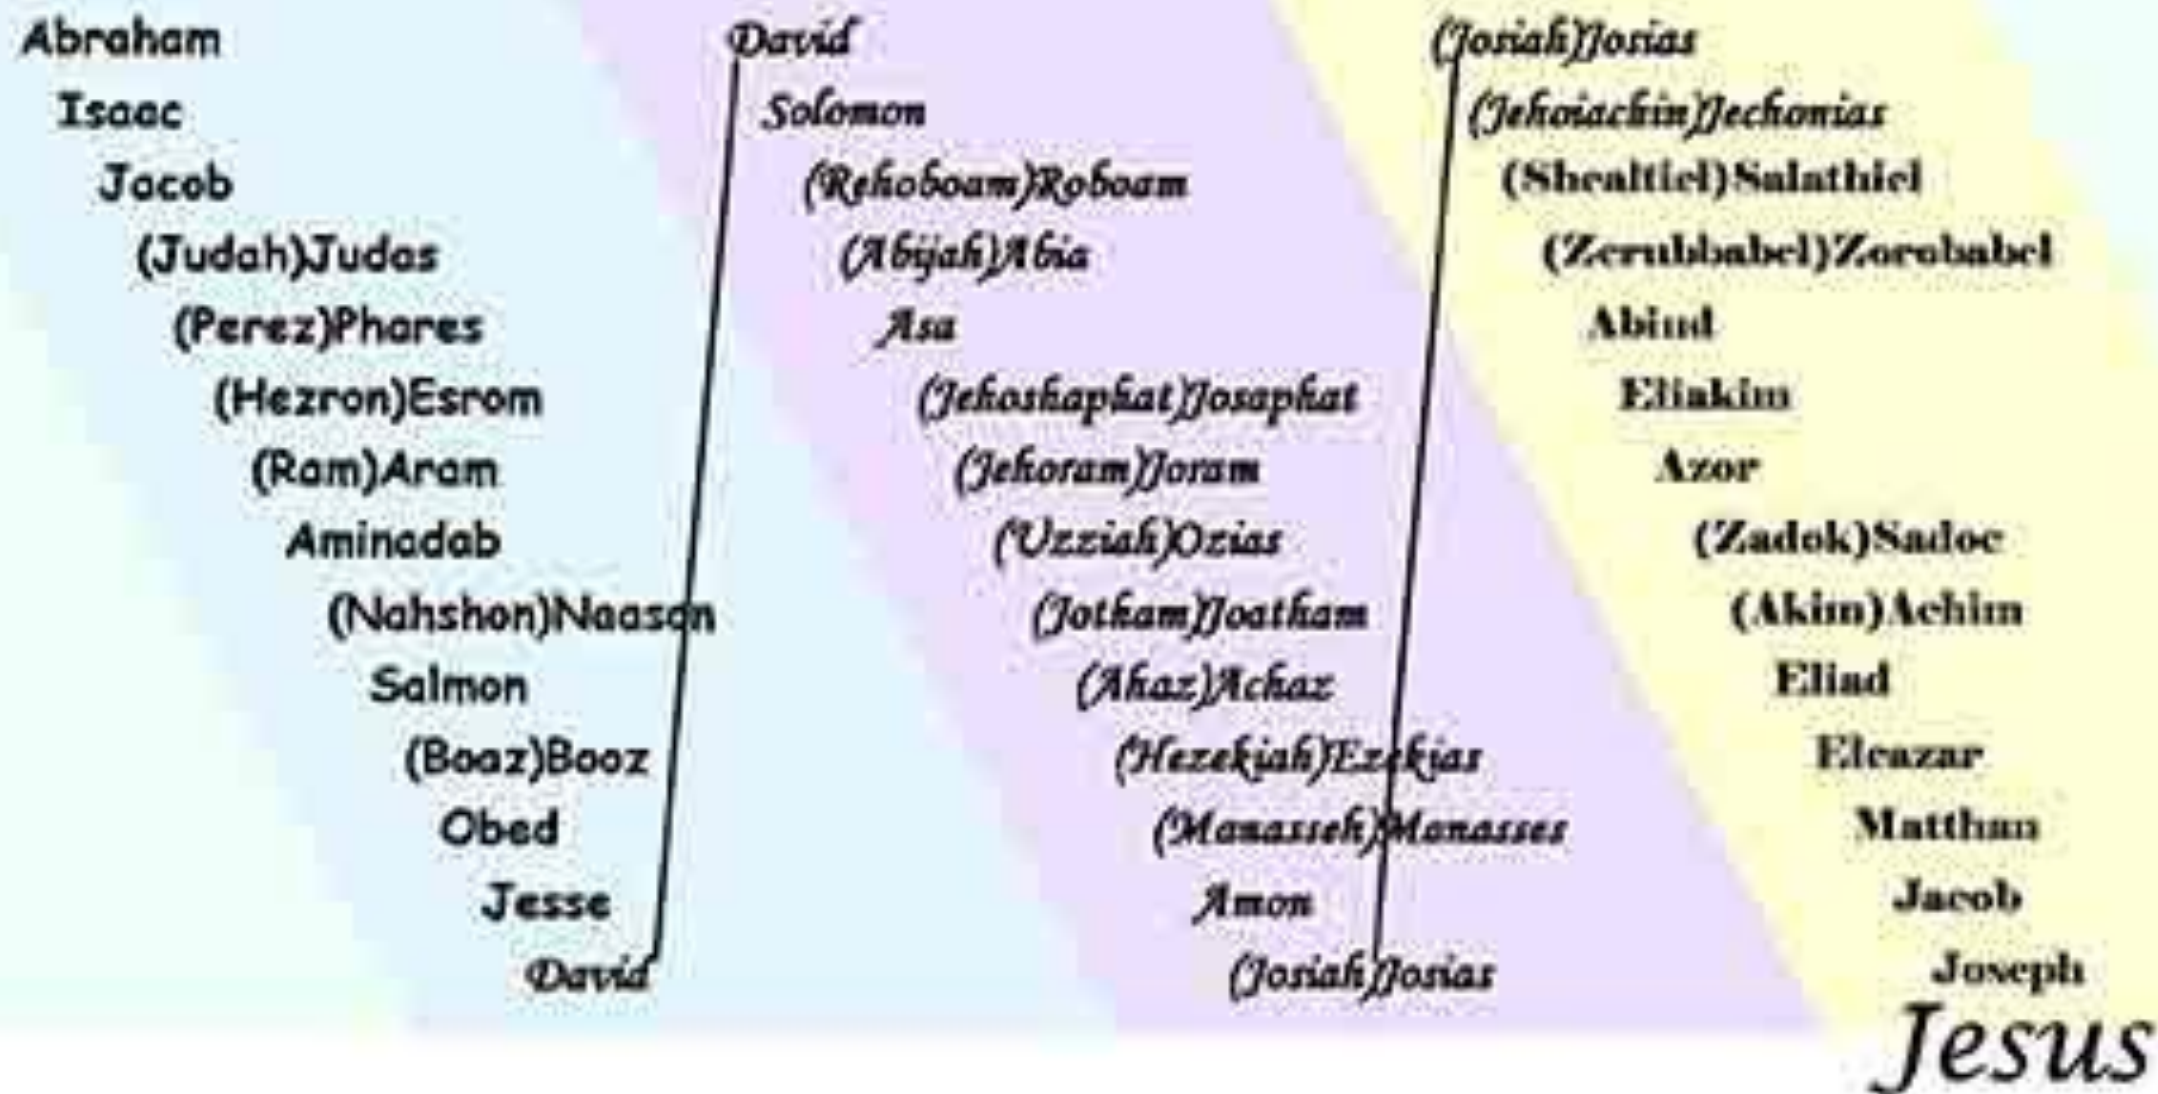 Abraham
Isaac
Jacob
(Judah)Judas
(Perez)Phares
(Hezron)Esrom
(Ram)Aram
Aminadab
(Nahshon)Naason
Salmon
(Boaz)Booz
Obed
Jesse
David
David
Solomon
(Rehoboam)Roboam
(Abijah)Abia
Asa
(Jehoshaphat)Josaphat
(Jehoram)Joram
(Uzziah)Ozias
(Jotham)Joatham
(Ahaz)Achaz
(Hezekiah)Ezekias
(Manasseh)Manasses
Amon
(Josiah)Josias
(Josiah)Josias
(Jehoiachin)Jechonias
(Shealtiel)Salathiel
(Zerubbabel)Zorobabel
Abiud
Eliakim
Azor
(Zadok)Sadoc
(Akim)Achim
Eliud
Eleazar
Matthan
Jacob
Joseph
Jesus